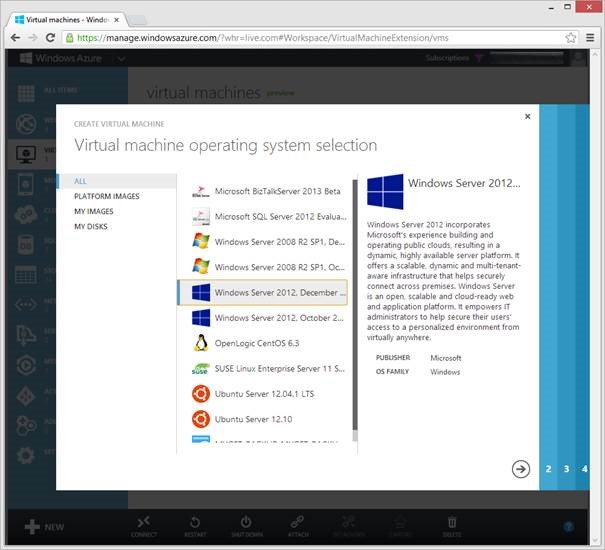 Virtual machines - Windo
https://manage.windowsazure.com/?whr=live.com#Workspace/VirtualMachineExtension/vms
Windows Azure
Subscriptions
ALL ITEMS
virtual machines preview
CREATE VIRTUAL MACHINE
Virtual machine operating system selection
ALL
PLATFORM IMAGES
MY IMAGES
MY DISKS
Microsoft BizTalkServer 2013 Beta
Microsoft SQL Server 2012 Evalua...
Windows Server 2008 R2 SP1, De...
Windows Server 2008 R2 SP1, Oc...
Windows Server 2012, December ...
Windows Server 2012, October 2...
OpenLogic CentOS 6.3
SUSE Linux Enterprise Server 11 S...
Ubuntu Server 12.04.1 LTS
Ubuntu Server 12.10
Windows Server 2012...
Windows Server 2012 incorporates
Microsoft's experience building and
operating public clouds, resulting in a
dynamic, highly available server platform. It
offers a scalable, dynamic and multi-tenant-
aware infrastructure that helps securely
connect across premises. Windows Server
is an open, scalable and cloud-ready web
and application platform. It empowers IT
administrators to help secure their users'
access to a personalized environment from
virtually anywhere.
PUBLISHER Microsoft
OS FAMILY Windows
2 3 4
NEW
CONNECT
RESTART
SHUT DOWN
ATTACH
CAPTURE
DELETE
?